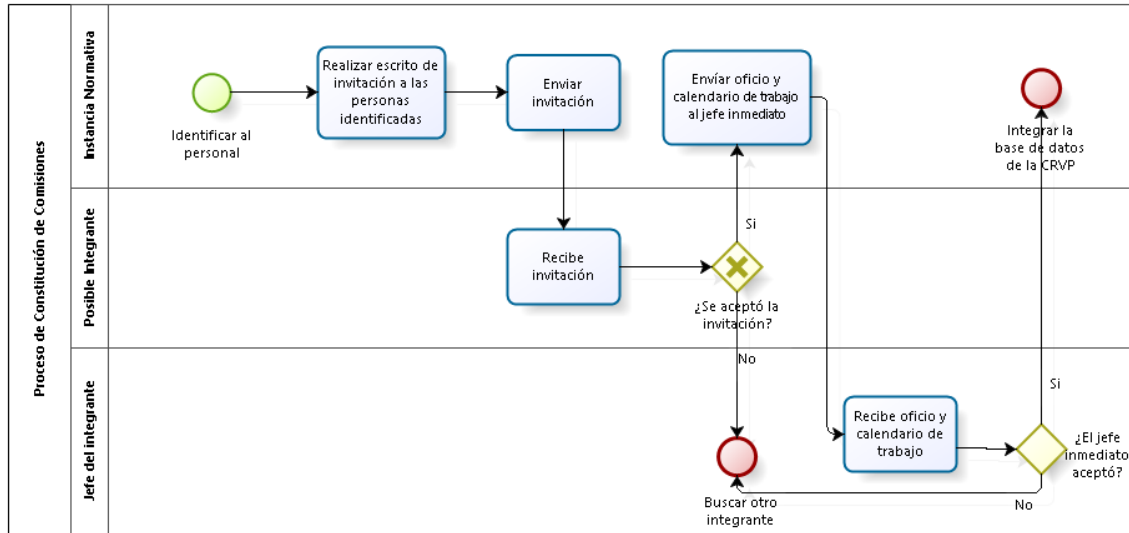 Proceso de Constitución de Comisiones
Instancia Normativa
Identificar al
personal
Realizar escrito de
invitación a las
personas
identificadas
Enviar
invitación
Envíar oficio y
calendario de trabajo
al jefe inmediato
Integrar la
base de datos
de la CRVP
Posible Integrante
Recibe
invitación
Si
¿Se aceptó la
invitación?
No
Jefe del integrante
Buscar otro
integrante
Recibe oficio y
calendario de
trabajo
Si
¿El jefe
inmediato
aceptó?
No